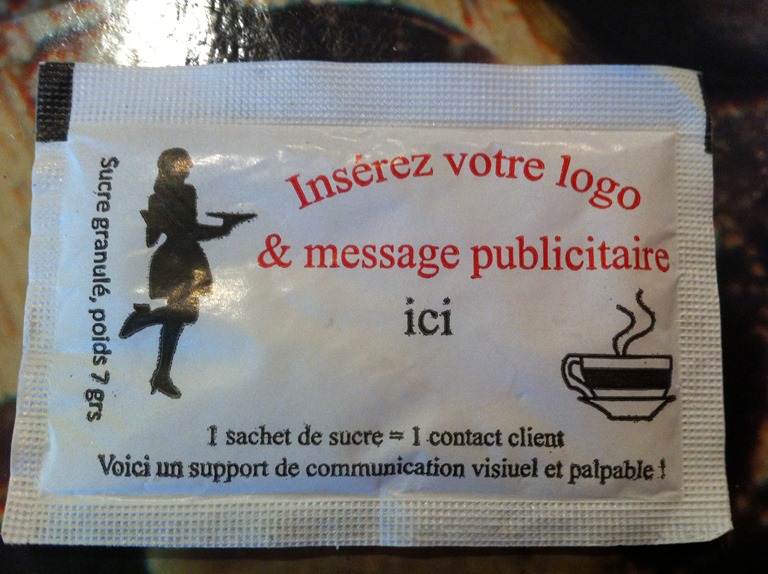 Insérez votre logo
& message publicitaire
ici
Sucre granulé, poids 7 grs
1 sachet de sucre = 1 contact client
Voici un support de communication visiuel et palpable !